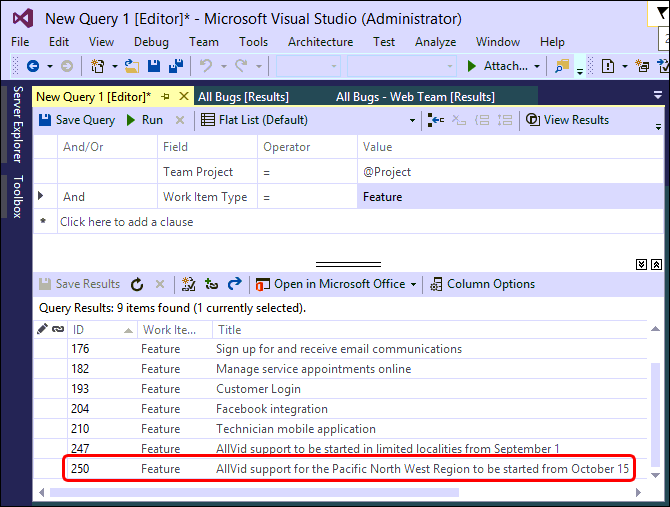 New Query 1 [Editor]* - Microsoft Visual Studio (Administrator)
File Edit View Debug Team Tools Architecture Test Analyze Window Help
Attach...
Server Explorer
Toolbox
New Query 1 [Editor]* All Bugs [Results] All Bugs - Web Team [Results]
Save Query Run Flat List (Default) View Results
And/Or Field Operator Value
Team Project = @Project
And Work Item Type = Feature
* Click here to add a clause
Save Results Open in Microsoft Office Column Options
Query Results: 9 items found (1 currently selected).
ID Work Ite... Title
176 Feature Sign up for and receive email communications
182 Feature Manage service appointments online
193 Feature Customer Login
204 Feature Facebook integration
210 Feature Technician mobile application
247 Feature AllVid support to be started in limited localities from September 1
250 Feature AllVid support for the Pacific North West Region to be started from October 15